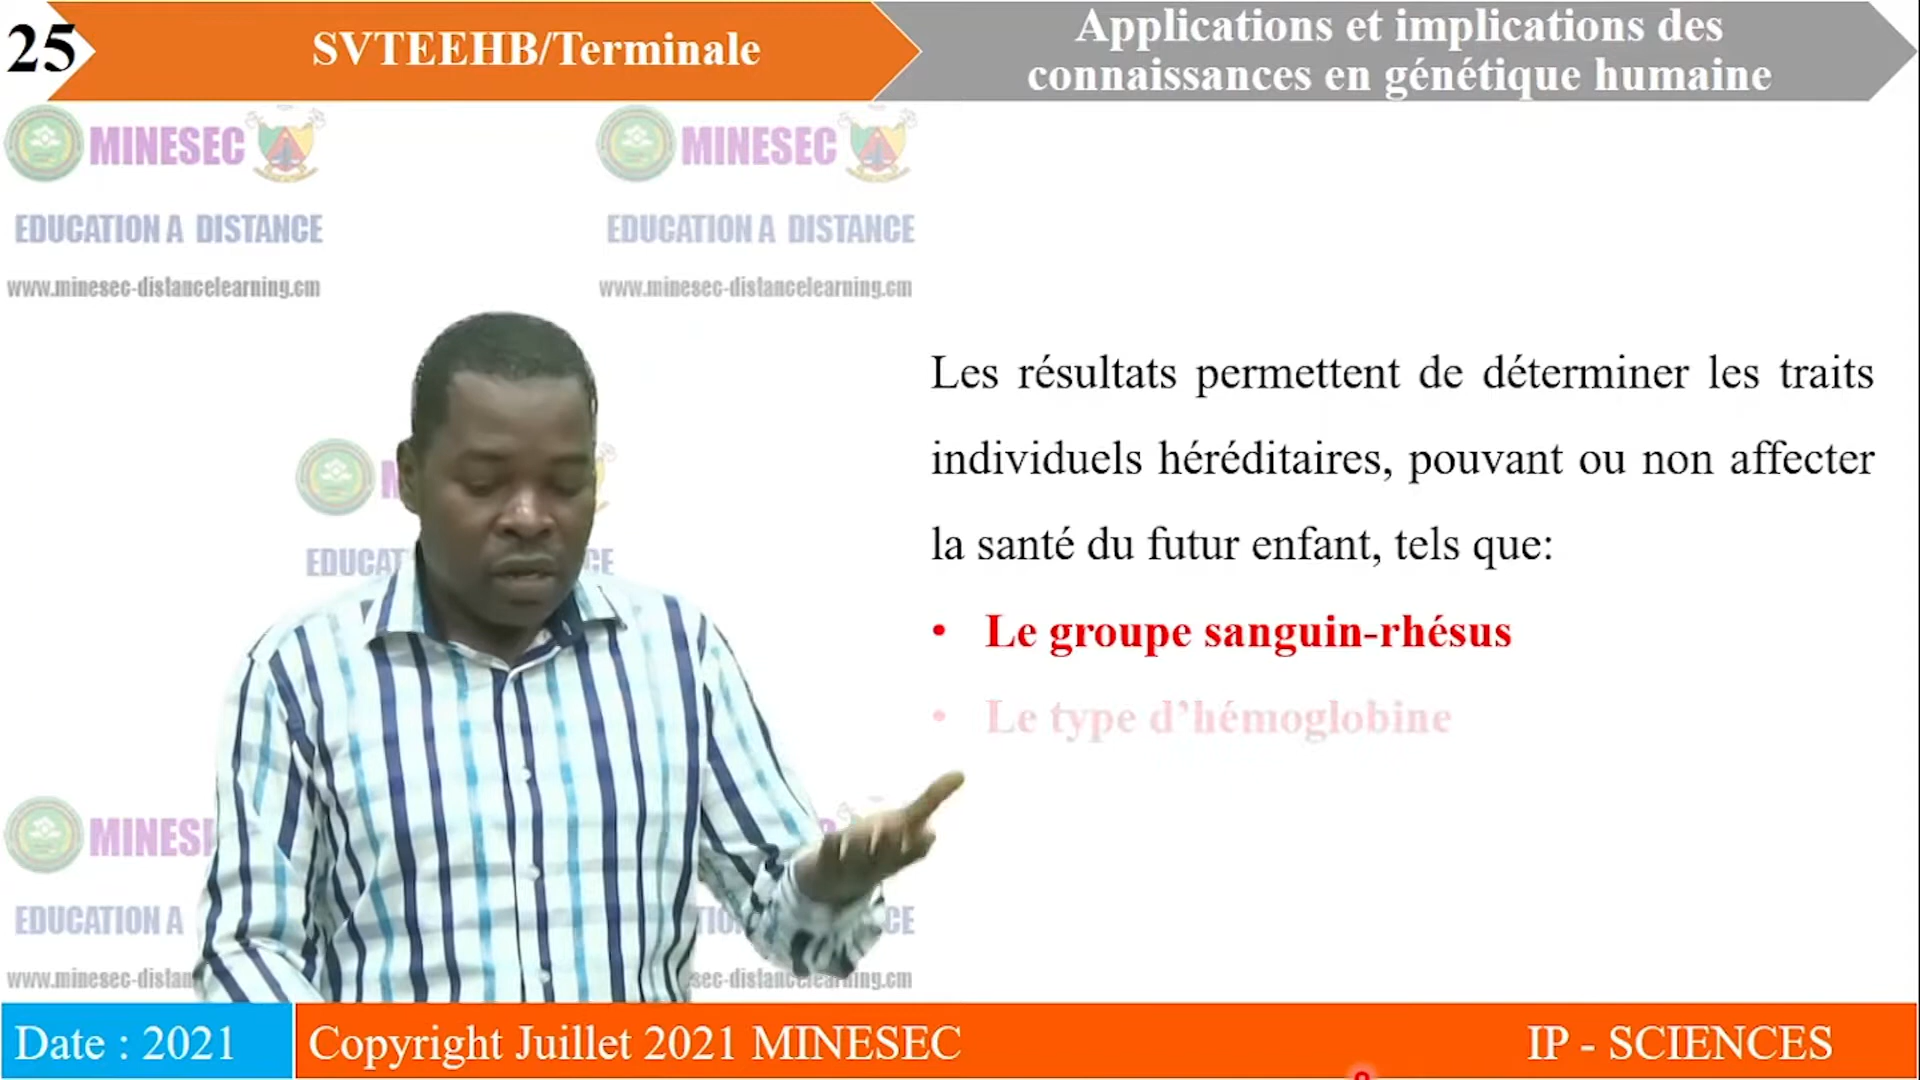 25
SVTEEHB/Terminale
Applications et implications des
connaissances en génétique humaine
MINESEC
MINESEC
EDUCATION A DISTANCE
EDUCATION A DISTANCE
www.minesec-distancelearning.cm
www.minesec-distancelearning.cm
Les résultats permettent de déterminer les traits
individuels héréditaires, pouvant ou non affecter
la santé du futur enfant, tels que:
• Le groupe sanguin-rhésus
• Le type d’hémoglobine
EDUCATION A
Date : 2021
Copyright Juillet 2021 MINESEC
IP - SCIENCES